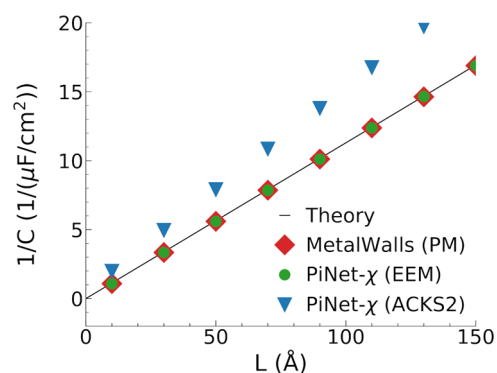 20
15
10
5
0
1/C (1/(μF/cm²))
Theory
MetalWalls (PM)
PiNet-χ (EEM)
PiNet-χ (ACKS2)
0 50 100 150
L (Å)